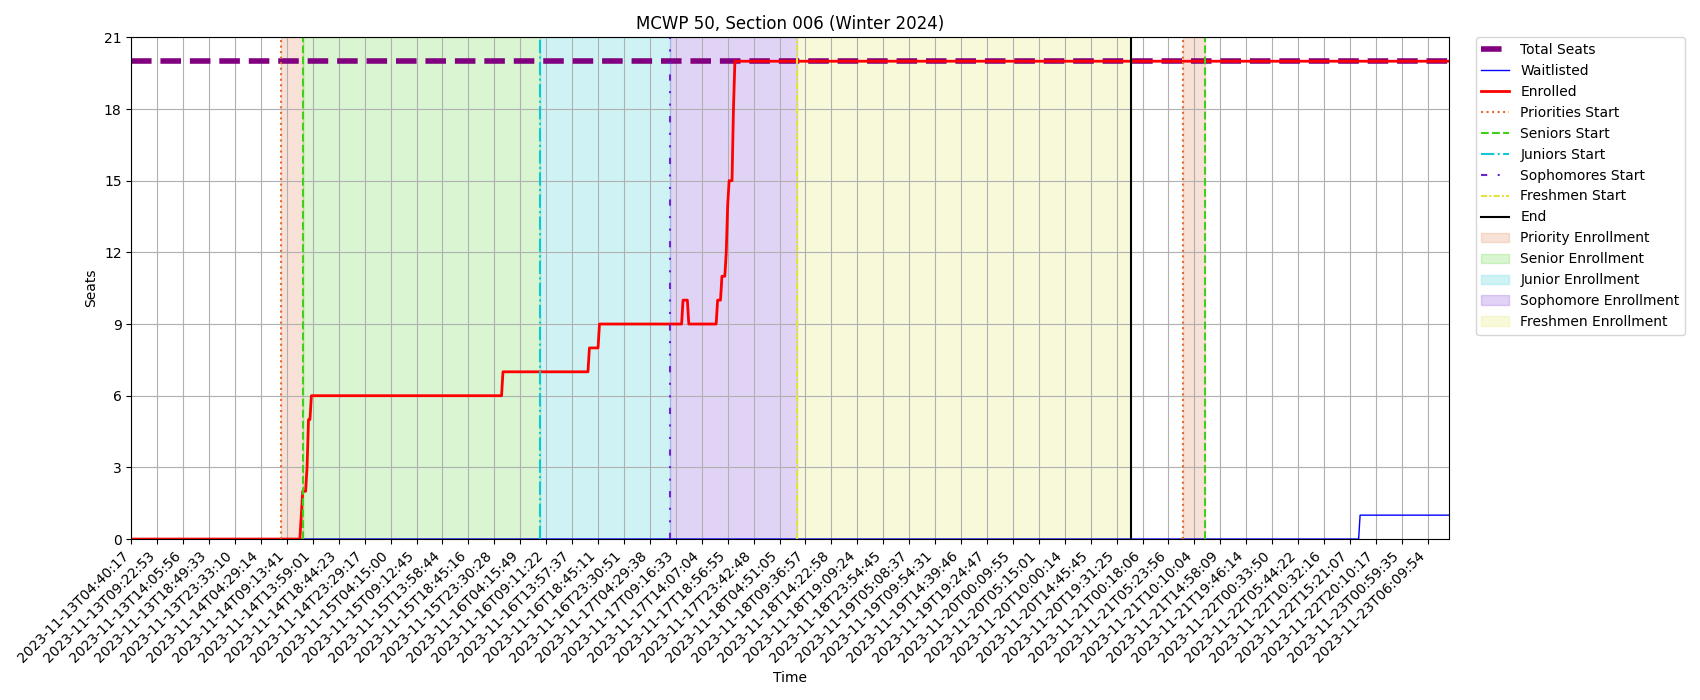 MCWP 50, Section 006 (Winter 2024)
21
18
15
12
9
6
3
0
Seats
2023-11-13T04:40:17
2023-11-13T09:22:53
2023-11-13T14:05:56
2023-11-13T18:49:33
2023-11-13T23:33:10
2023-11-14T04:29:14
2023-11-14T09:13:41
2023-11-14T13:59:01
2023-11-14T18:44:23
2023-11-14T23:29:17
2023-11-15T04:15:00
2023-11-15T09:12:45
2023-11-15T13:58:44
2023-11-15T18:45:16
2023-11-15T23:30:28
2023-11-16T04:15:49
2023-11-16T09:11:22
2023-11-16T13:57:37
2023-11-16T18:45:11
2023-11-16T23:30:51
2023-11-17T04:29:38
2023-11-17T09:16:33
2023-11-17T14:07:04
2023-11-17T18:56:55
2023-11-17T23:42:48
2023-11-18T04:51:05
2023-11-18T09:36:57
2023-11-18T14:22:58
2023-11-18T19:09:24
2023-11-18T23:54:45
2023-11-19T05:08:37
2023-11-19T09:54:31
2023-11-19T14:39:46
2023-11-19T19:24:47
2023-11-20T00:09:55
2023-11-20T05:15:01
2023-11-20T10:00:14
2023-11-20T14:45:45
2023-11-20T19:31:25
2023-11-21T00:18:06
2023-11-21T05:23:56
2023-11-21T10:10:04
2023-11-21T14:58:09
2023-11-21T19:46:14
2023-11-22T00:33:50
2023-11-22T05:44:22
2023-11-22T10:32:16
2023-11-22T15:21:07
2023-11-22T20:10:17
2023-11-23T00:59:35
2023-11-23T06:09:54
Time
Total Seats
Waitlisted
Enrolled
Priorities Start
Seniors Start
Juniors Start
Sophomores Start
Freshmen Start
End
Priority Enrollment
Senior Enrollment
Junior Enrollment
Sophomore Enrollment
Freshmen Enrollment